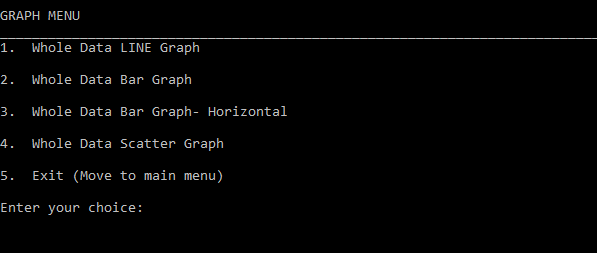 GRAPH MENU
1.  Whole Data LINE Graph
2.  Whole Data Bar Graph
3.  Whole Data Bar Graph- Horizontal
4.  Whole Data Scatter Graph
5.  Exit (Move to main menu)
Enter your choice: